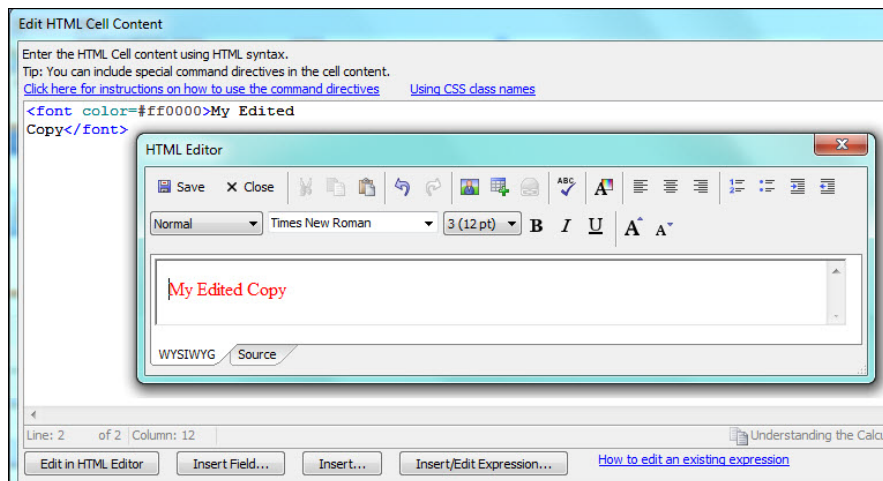 Edit HTML Cell Content
Enter the HTML Cell content using HTML syntax.
Tip: You can include special command directives in the cell content.
Click here for instructions on how to use the command directives Using CSS class names
<font color=#ff0000>My Edited
Copy</font>
HTML Editor
Save Close ABC A
Normal Times New Roman 3 (12 pt) B I U A A
My Edited Copy
WYSIWYG Source
Line: 2 of 2 Column: 12 Understanding the Calcu
Edit in HTML Editor Insert Field... Insert... Insert/Edit Expression... How to edit an existing expression